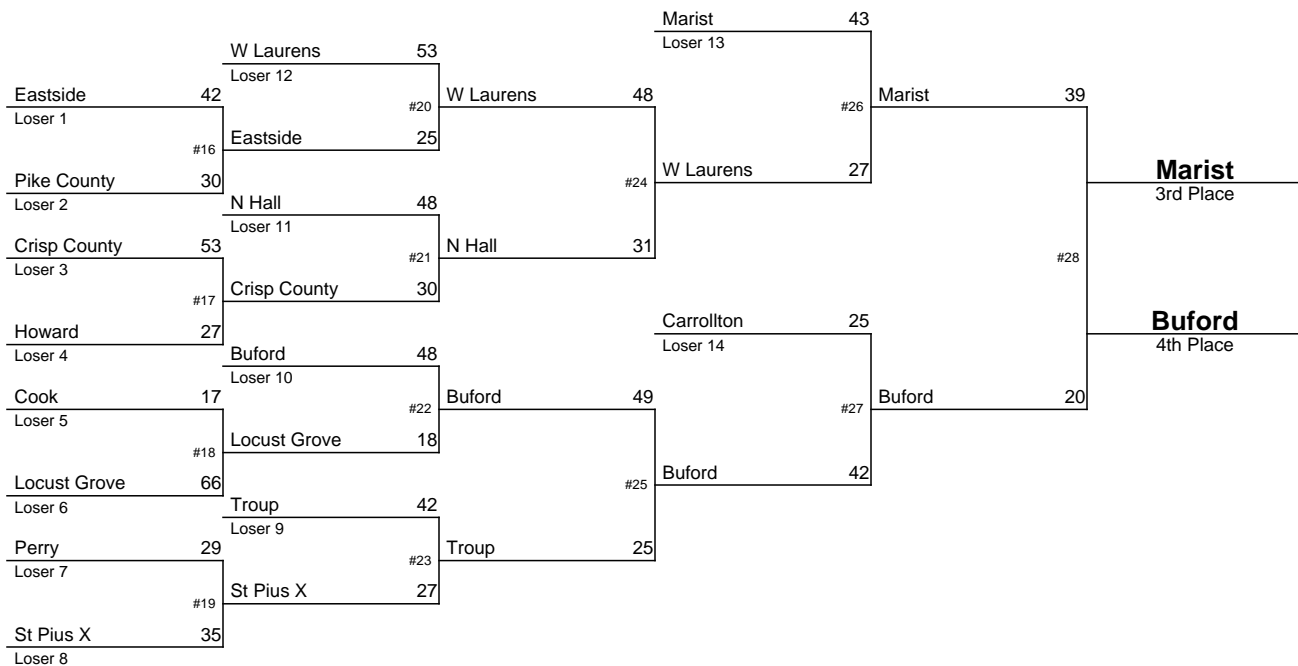 Marist 43
Loser 13
W Laurens 53
Loser 12
Eastside 42
Loser 1
#20
W Laurens 48
#26
Marist 39
#16
Eastside 25
Pike County 30
Loser 2
#24
W Laurens 27
Marist
3rd Place
N Hall 48
Loser 11
Crisp County 53
Loser 3
#21
N Hall 31
#28
#17
Crisp County 30
Howard 27
Loser 4
Carrollton 25
Loser 14
Buford
4th Place
Buford 48
Loser 10
Cook 17
Loser 5
#22
Buford 49
#27
Buford 20
#18
Locust Grove 18
Locust Grove 66
Loser 6
#25
Buford 42
Troup 42
Loser 9
Perry 29
Loser 7
#23
Troup 25
#19
St Pius X 27
St Pius X 35
Loser 8